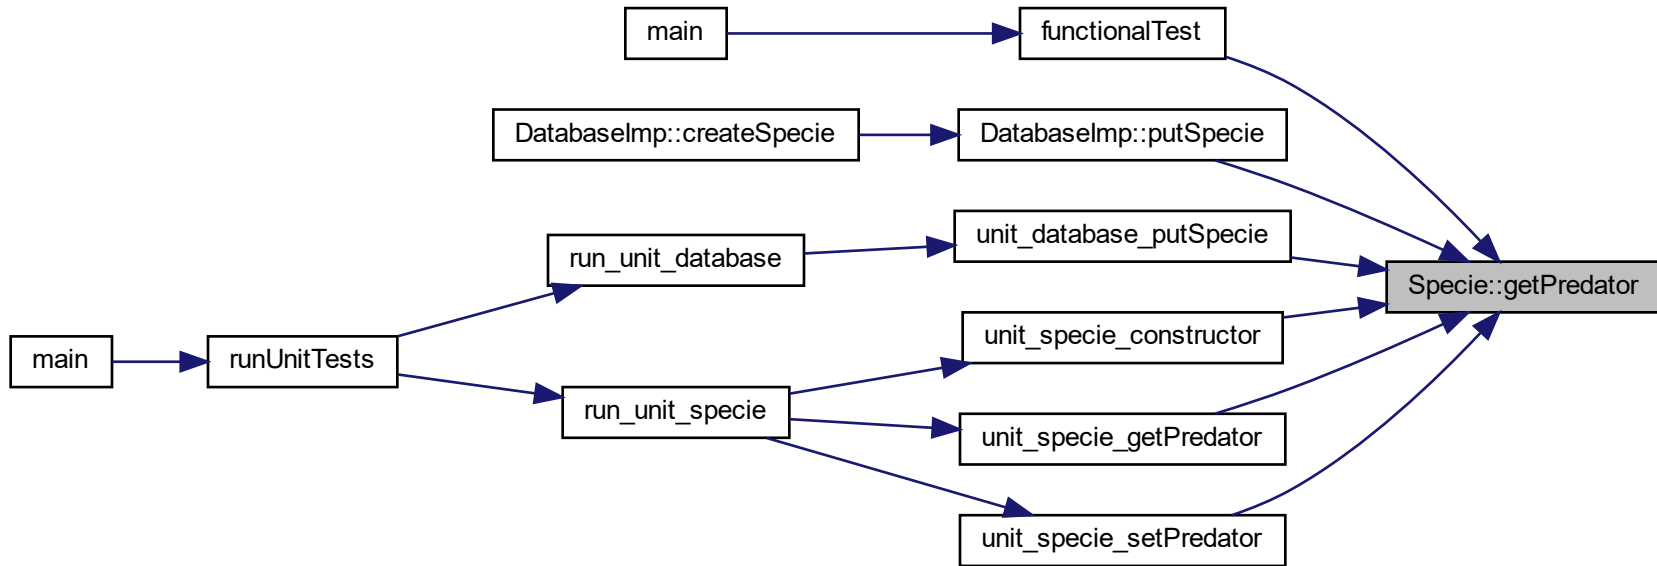 main
functionalTest
DatabaseImp::createSpecie
DatabaseImp::putSpecie
unit_database_putSpecie
run_unit_database
Specie::getPredator
unit_specie_constructor
main
runUnitTests
run_unit_specie
unit_specie_getPredator
unit_specie_setPredator